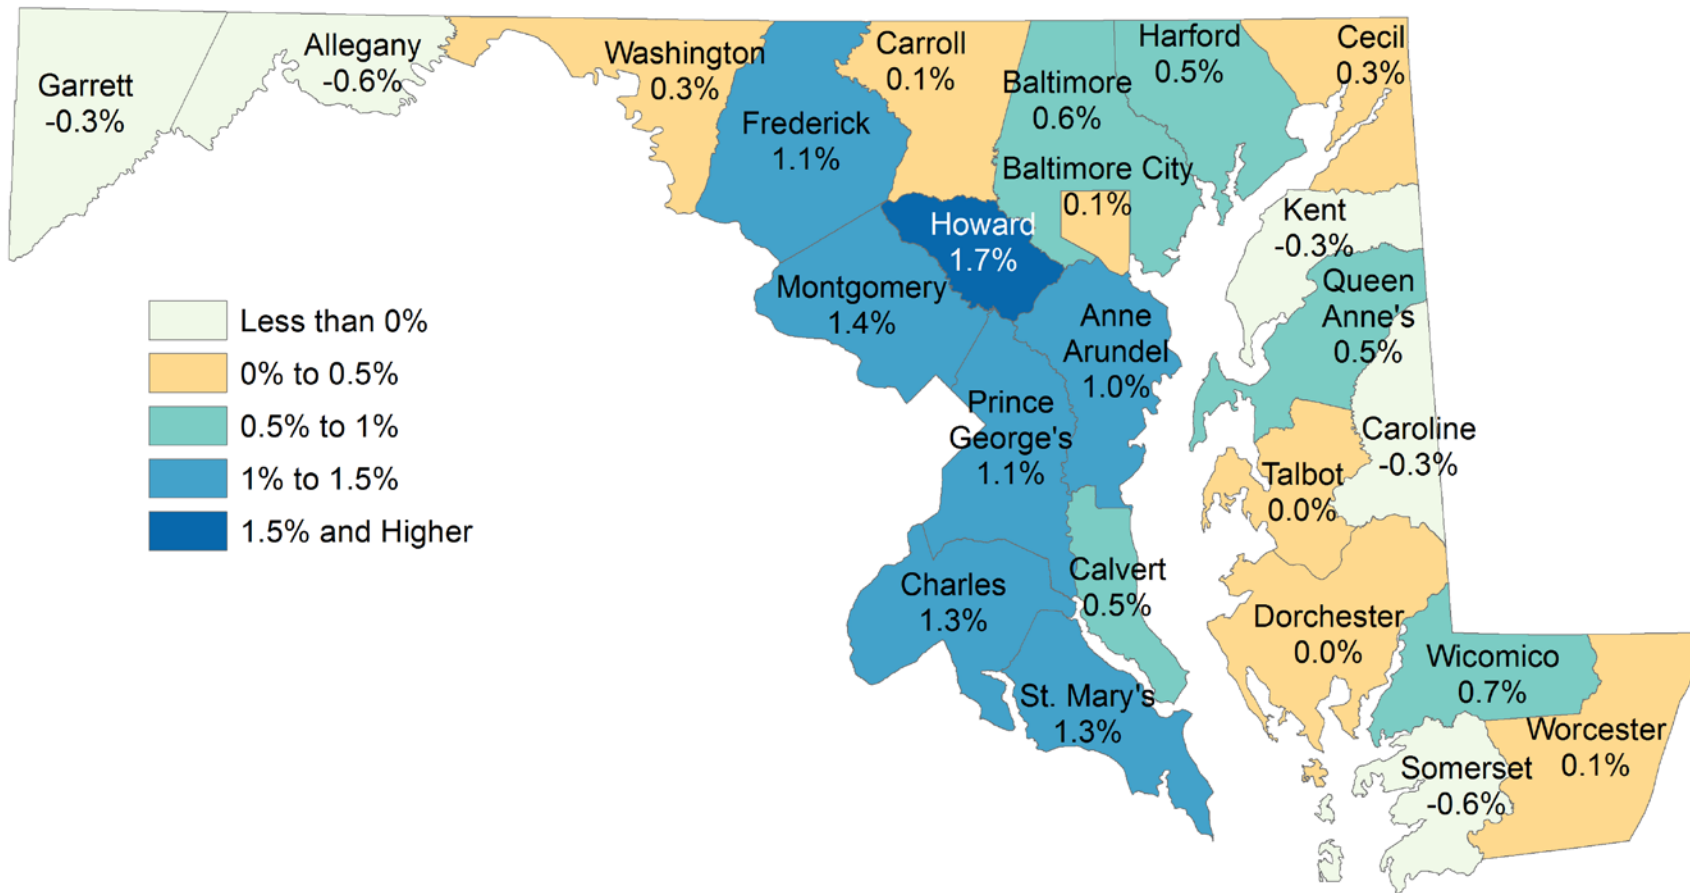 Garrett
-0.3%
Allegany
-0.6%
Washington
0.3%
Frederick
1.1%
Carroll
0.1%
Baltimore
0.6%
Harford
0.5%
Cecil
0.3%
Baltimore City
0.1%
Howard
1.7%
Montgomery
1.4%
Anne
Arundel
1.0%
Prince
George's
1.1%
Kent
-0.3%
Queen
Anne's
0.5%
Caroline
-0.3%
Talbot
0.0%
Charles
1.3%
Calvert
0.5%
St. Mary's
1.3%
Dorchester
0.0%
Wicomico
0.7%
Worcester
0.1%
Somerset
-0.6%
Less than 0%
0% to 0.5%
0.5% to 1%
1% to 1.5%
1.5% and Higher